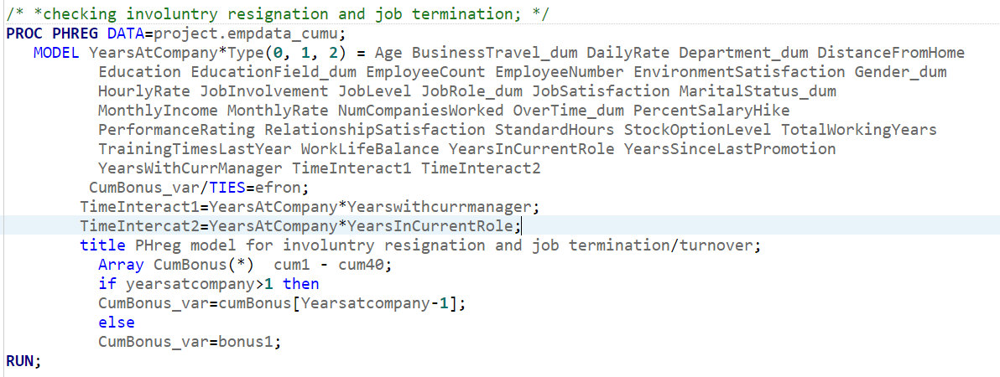 /* *checking involuntry resignation and job termination; */
PROC PHREG DATA=project.empdata_cumu;
MODEL YearsAtCompany*Type(0, 1, 2) = Age BusinessTravel_dum DailyRate Department_dum DistanceFromHome
Education EducationField_dum EmployeeCount EmployeeNumber EnvironmentSatisfaction Gender_dum
HourlyRate JobInvolvement JobLevel JobRole_dum JobSatisfaction MaritalStatus_dum
MonthlyIncome MonthlyRate NumCompaniesWorked OverTime_dum PercentSalaryHike
PerformanceRating RelationshipSatisfaction StandardHours StockOptionLevel TotalWorkingYears
TrainingTimesLastYear WorkLifeBalance YearsInCurrentRole YearsSinceLastPromotion
YearsWithCurrManager TimeInteract1 TimeInteract2
CumBonus_var/TIES=efron;
TimeInteract1=YearsAtCompany*Yearswithcurrmanager;
TimeIntercat2=YearsAtCompany*YearsInCurrentRole;
title PHreg model for involuntry resignation and job termination/turnover;
Array CumBonus(*) cum1 - cum40;
if yearsatcompany>1 then
CumBonus_var=cumBonus[Yearsatcompany-1];
else
CumBonus_var=bonus1;
RUN;